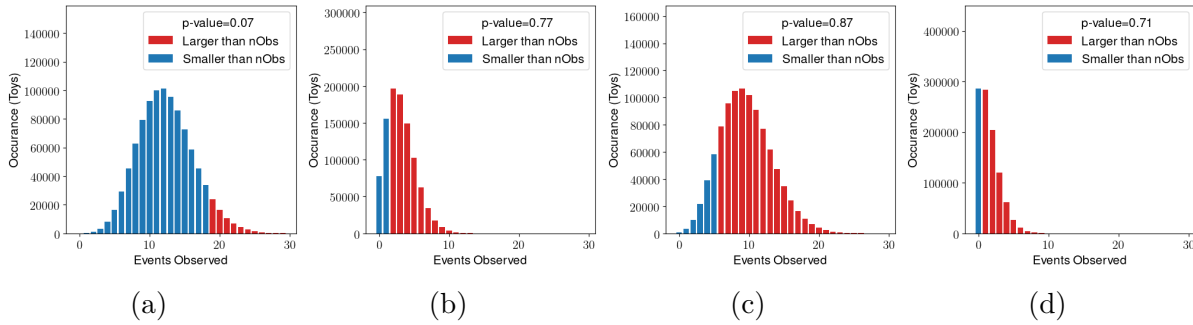 p-value=0.07
Larger than nObs
Smaller than nObs
140000
120000
100000
80000
60000
40000
20000
0
Occurance (Toys)
0 10 20 30
Events Observed
(a)
p-value=0.77
Larger than nObs
Smaller than nObs
300000
250000
200000
150000
100000
50000
0
Occurance (Toys)
0 10 20 30
Events Observed
(b)
p-value=0.87
Larger than nObs
Smaller than nObs
160000
140000
120000
100000
80000
60000
40000
20000
0
Occurance (Toys)
0 10 20 30
Events Observed
(c)
p-value=0.71
Larger than nObs
Smaller than nObs
400000
300000
200000
100000
0
Occurance (Toys)
0 10 20 30
Events Observed
(d)